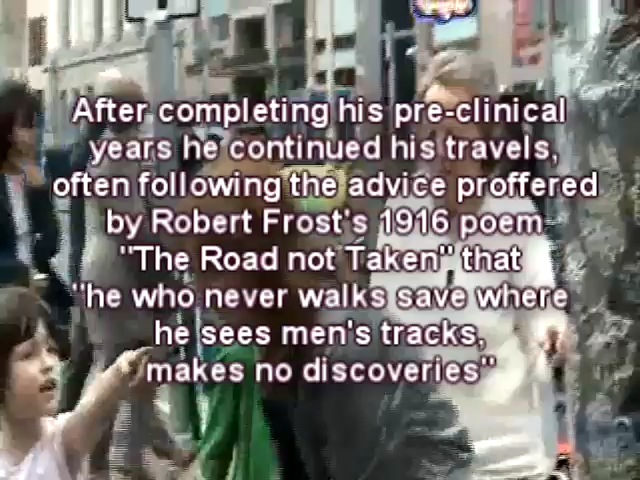 After completing his pre-clinical
years he continued his travels,
often following the advice proffered
by Robert Frost's 1916 poem
"The Road not Taken" that
"he who never walks save where
he sees men's tracks,
makes no discoveries"